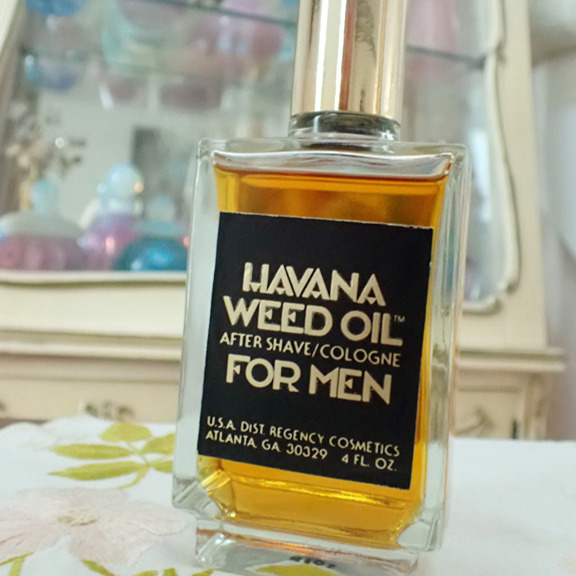 HAVANA
WEED OIL™
AFTER SHAVE/COLOGNE
FOR MEN
U.S.A. DIST. REGENCY COSMETICS
ATLANTA, GA. 30329 4 FL. OZ.